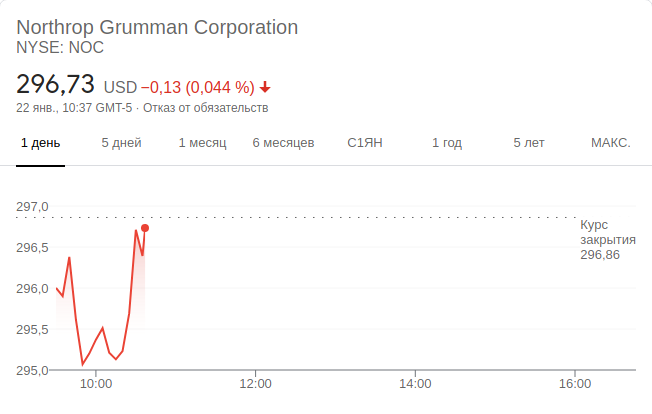 Northrop Grumman Corporation
NYSE: NOC
296,73 USD −0,13 (0,044 %)
22 янв., 10:37 GMT-5 · Отказ от обязательств
1 день 5 дней 1 месяц 6 месяцев С1ЯН 1 год 5 лет МАКС.
297,0
Курс
закрытия
296,86
296,5
296,0
295,5
295,0
10:00 12:00 14:00 16:00